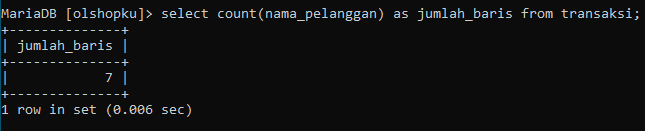 MariaDB [olshopku]> select count(nama_pelanggan) as jumlah_baris from transaksi;
+--------------+
| jumlah_baris |
+--------------+
|            7 |
+--------------+
1 row in set (0.006 sec)